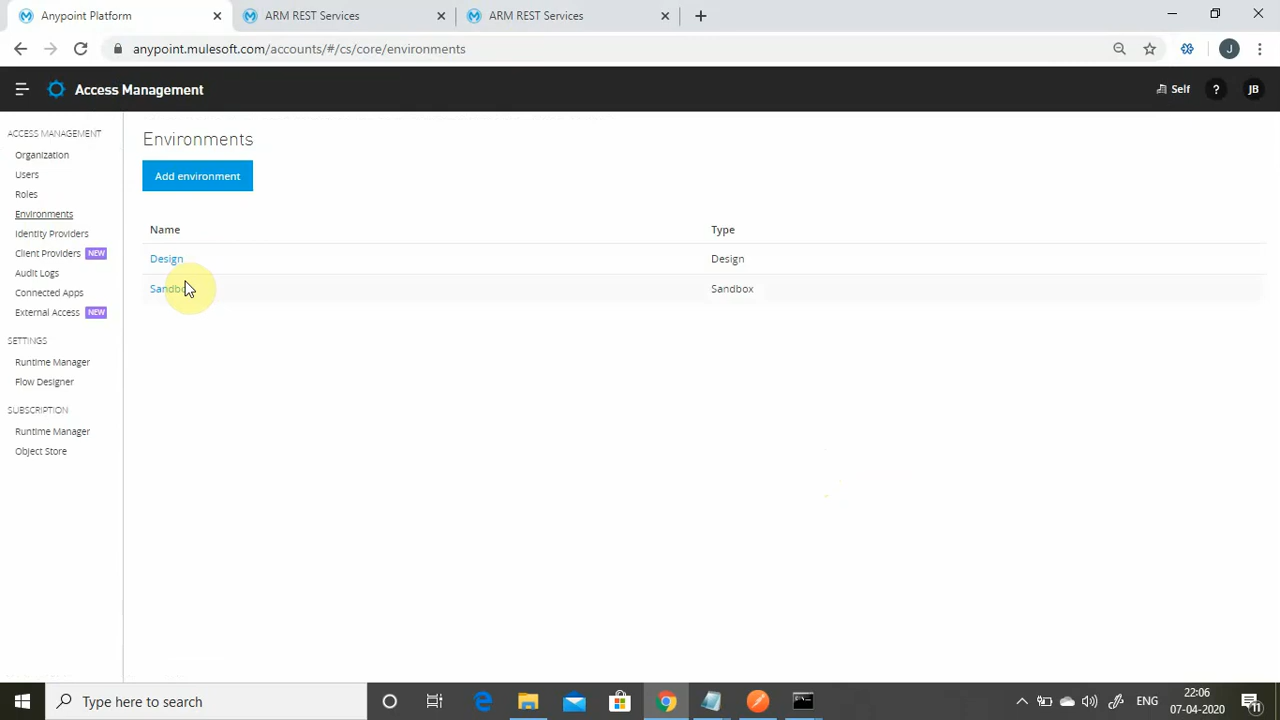 Anypoint Platform
ARM REST Services
ARM REST Services
anypoint.mulesoft.com/accounts/#/cs/core/environments
J
Access Management
Self
?
JB
ACCESS MANAGEMENT
Organization
Users
Roles
Environments
Identity Providers
Client Providers NEW
Audit Logs
Connected Apps
External Access NEW
SETTINGS
Runtime Manager
Flow Designer
SUBSCRIPTION
Runtime Manager
Object Store
Environments
Add environment
Name Type
Design Design
Sandbox Sandbox
Type here to search
ENG
22:06
07-04-2020
11